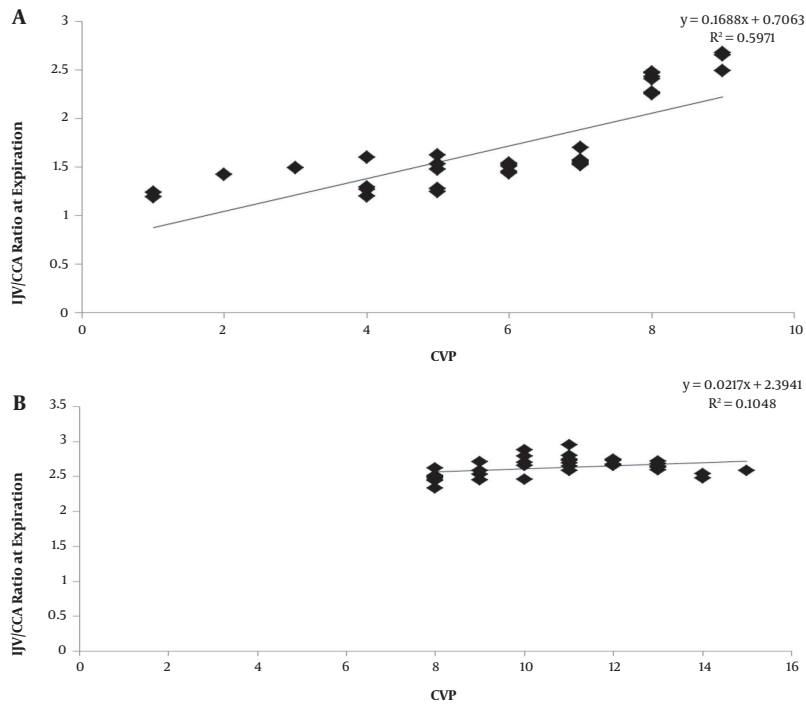 A
y = 0.1688x + 0.7063
R² = 0.5971
3
2.5
2
1.5
1
0.5
0
IJV/CCA Ratio at Expiration
0 2 4 6 8 10
CVP
B
y = 0.0217x + 2.3941
R² = 0.1048
3.5
3
2.5
2
1.5
1
0.5
0
IJV/CCA Ratio at Expiration
0 2 4 6 8 10 12 14 16
CVP